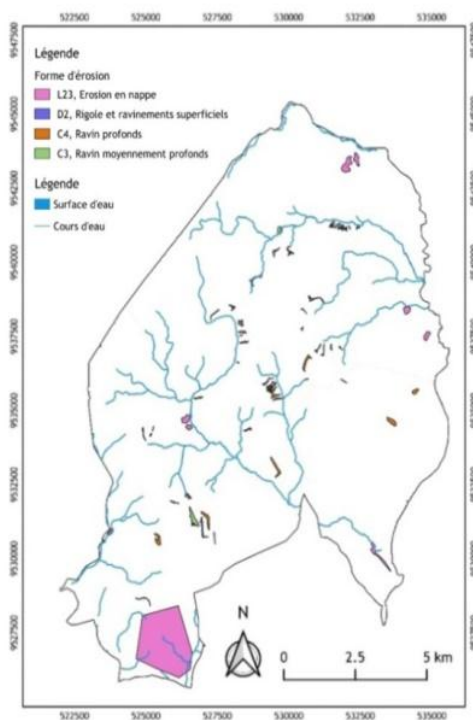 522500 525000 527500 530000 532500 535000
9547500 9547500
Légende
Forme d'érosion
L23, Erosion en nappe
D2, Rigole et ravinements superficiels
C4, Ravin profonds
C3, Ravin moyennement profonds
Légende
Surface d'eau
Cours d'eau
9545000
9542500
9540000
9537500
9535000
9532500
9530000
9527500
N
0 2.5 5 km
522500 525000 527500 530000 532500 535000